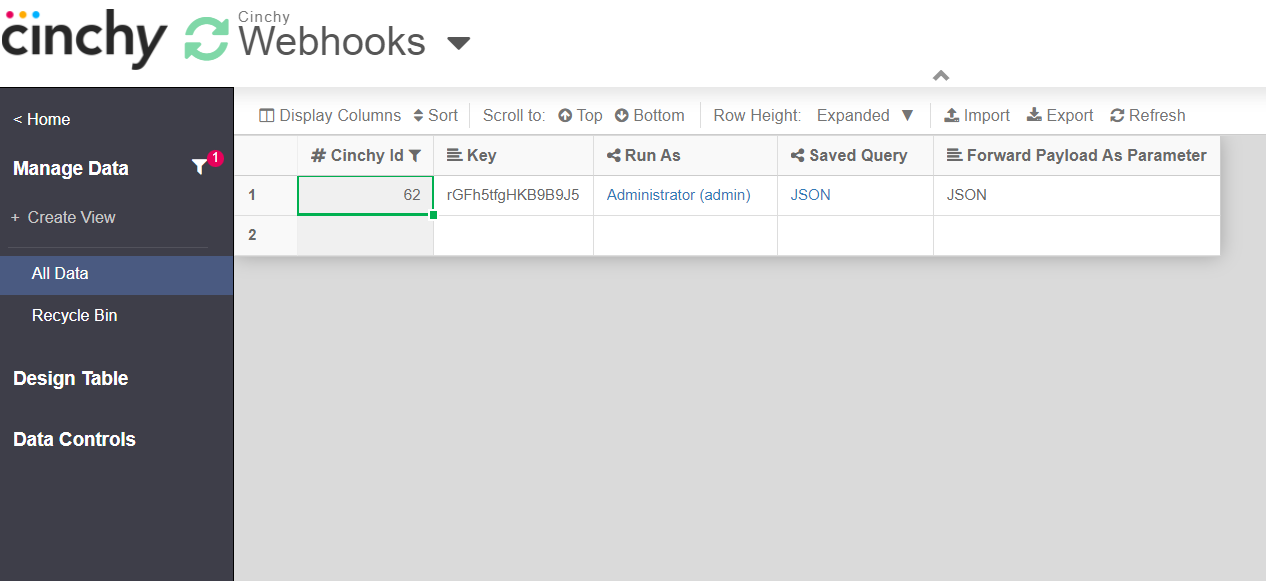 cinchy
Cinchy
Webhooks
< Home
Manage Data 1
+ Create View
All Data
Recycle Bin
Design Table
Data Controls
Display Columns Sort Scroll to: Top Bottom Row Height: Expanded Import Export Refresh
# Cinchy Id Key Run As Saved Query Forward Payload As Parameter
1 62 rGFh5tfgHKB9B9J5 Administrator (admin) JSON JSON
2